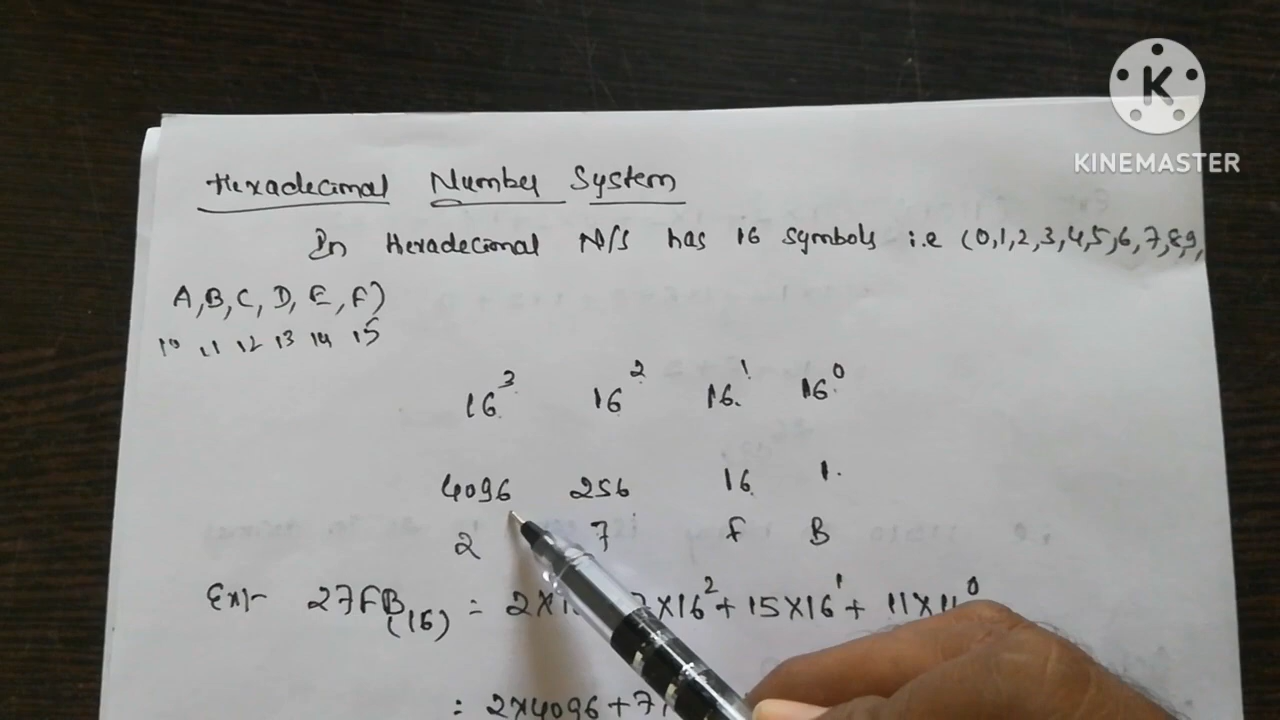 K
KINEMASTER
Hexadecimal Number System
In Hexadecimal N/S has 16 symbols i.e (0,1,2,3,4,5,6,7,8,9,
A,B,C,D,E,F)
10 11 12 13 14 15
16³ 16² 16¹ 16⁰
4096 256 16 1
2 7 F B
Ex:- 27FB(16) = 2×1 7×16² + 15×16¹ + 11×11⁰
= 2×4096+7